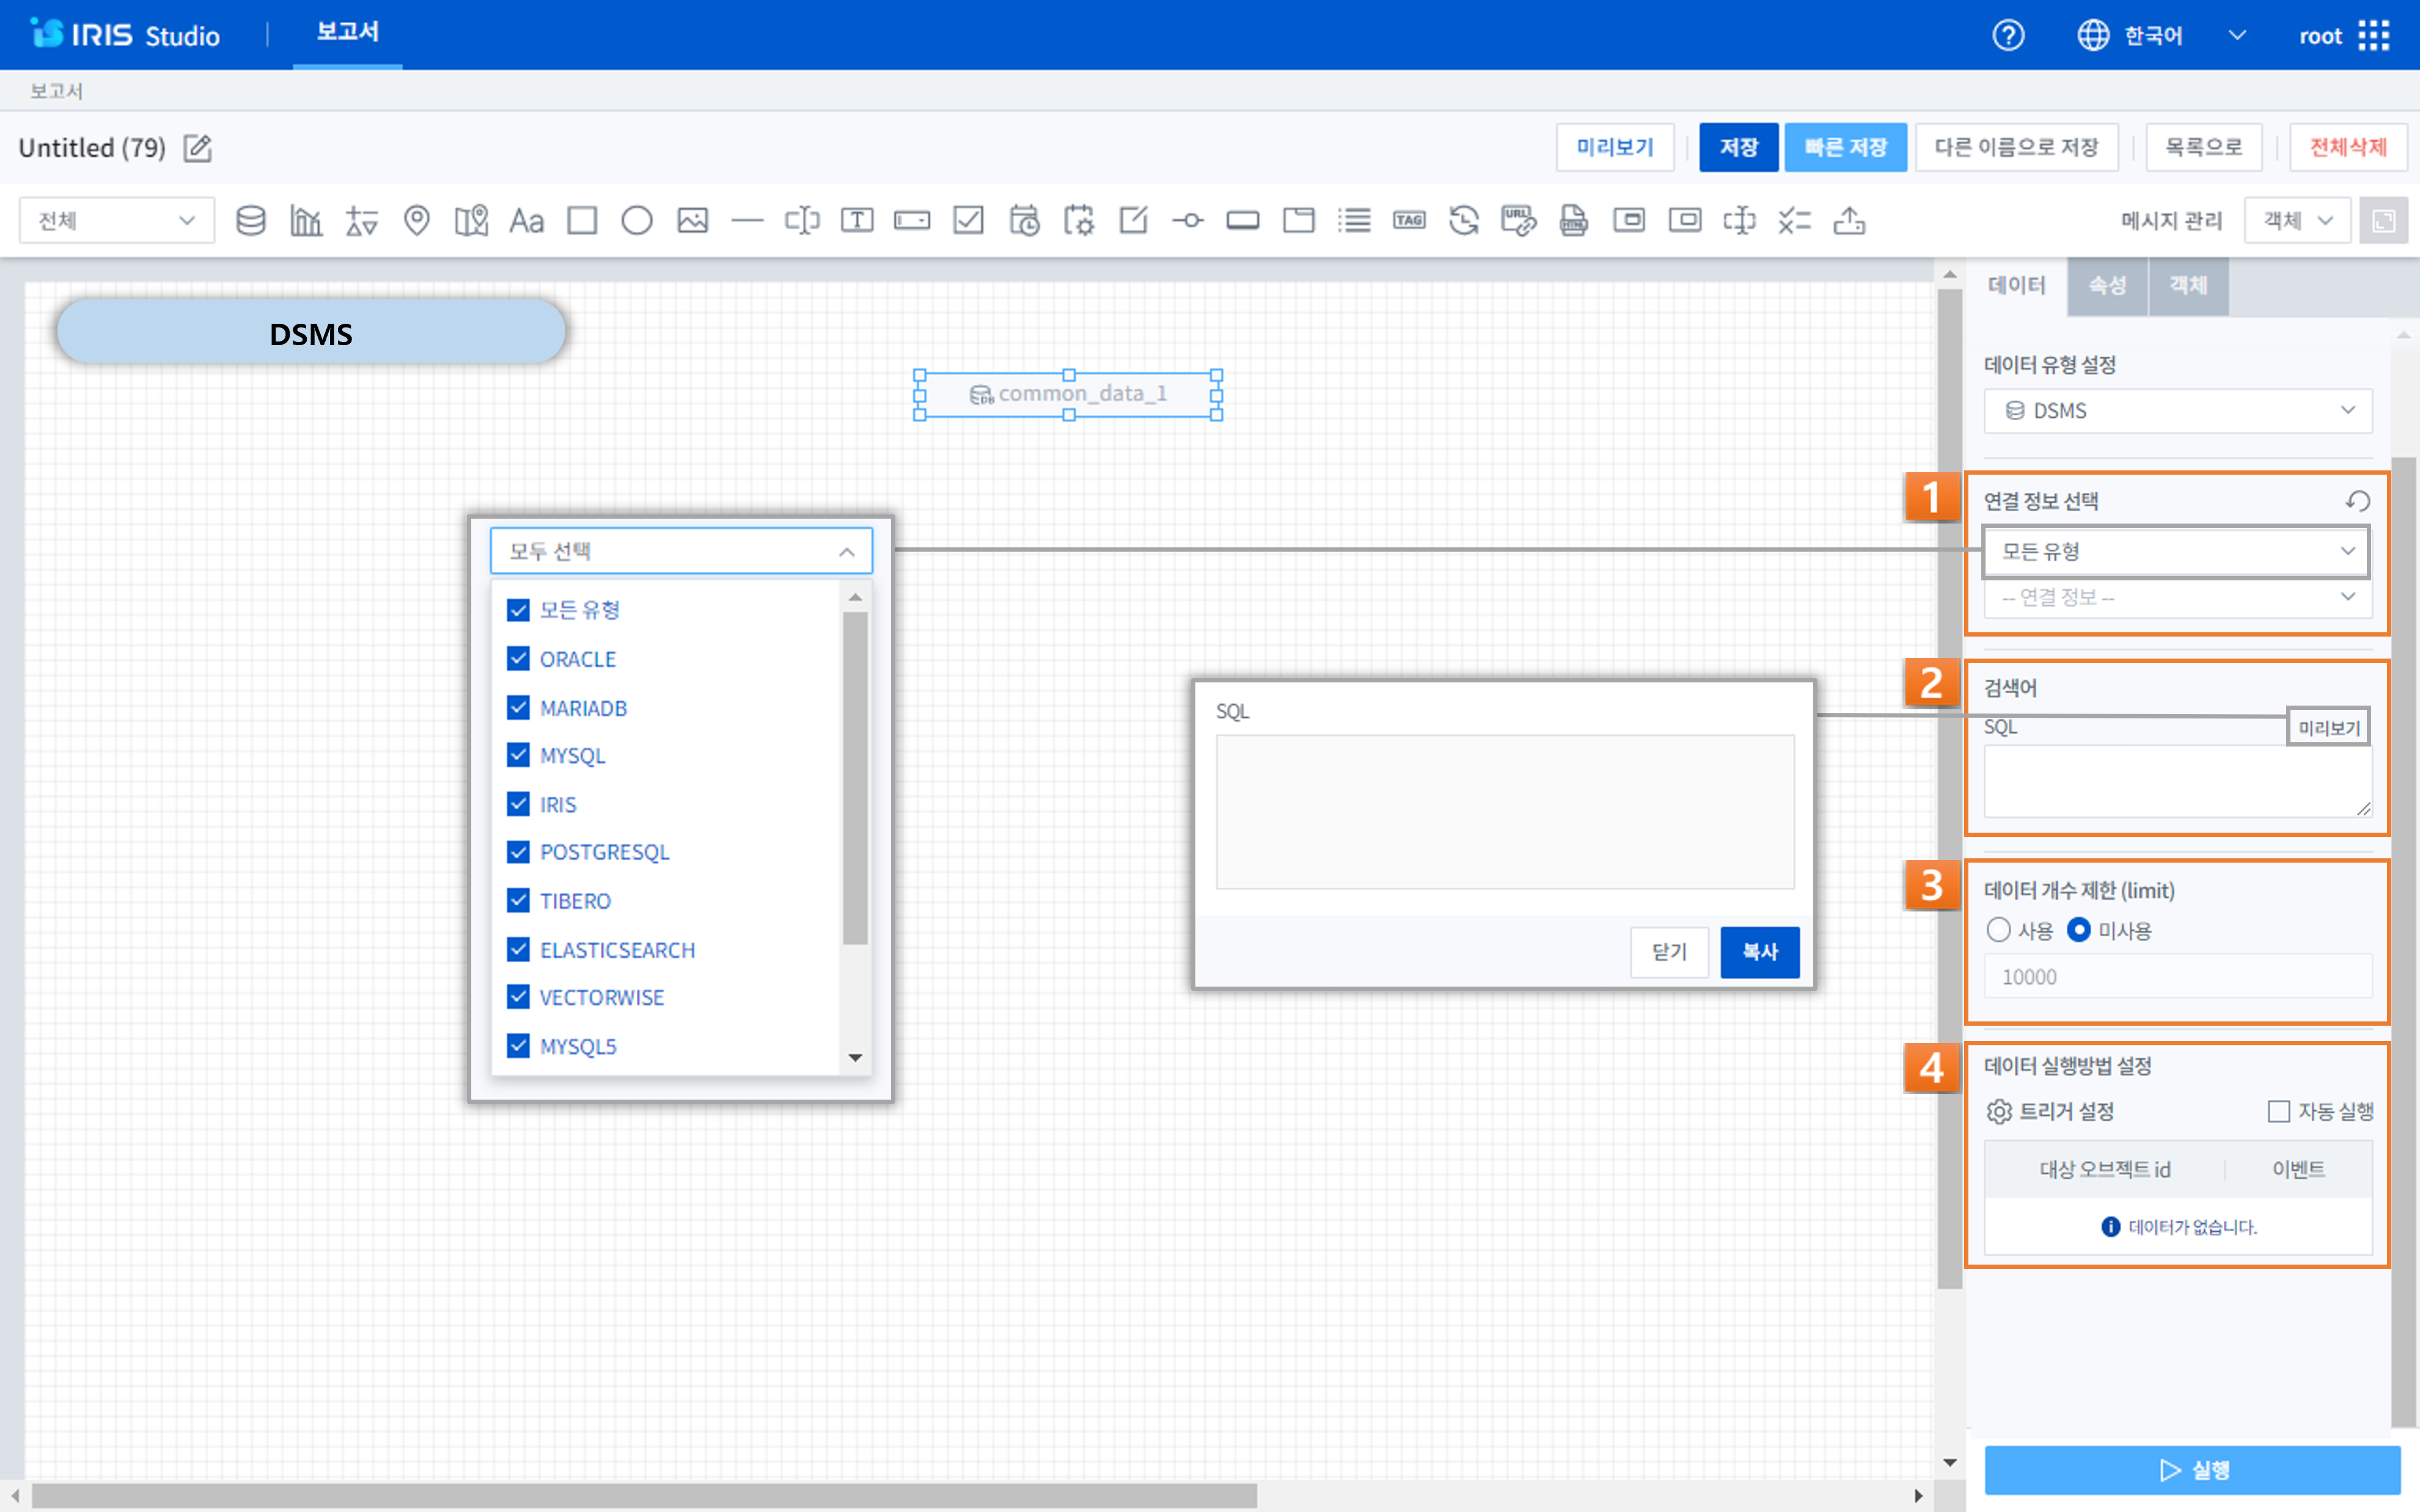 IRIS Studio 보고서 한국어 root
보고서
Untitled (79) 미리보기 저장 빠른 저장 다른 이름으로 저장 목록으로 전체삭제
전체 Aa T TAG URL HTML 메시지 관리 객체
데이터 속성 객체
DSMS
common_data_1
데이터 유형 설정
DSMS
1
연결 정보 선택
모든 유형
-- 연결 정보 --
모두 선택
모든 유형
ORACLE
MARIADB
MYSQL
IRIS
POSTGRESQL
TIBERO
ELASTICSEARCH
VECTORWISE
MYSQL5
2
검색어
SQL 미리보기
SQL
닫기 복사
3
데이터 개수 제한 (limit)
사용 미사용
10000
4
데이터 실행방법 설정
트리거 설정 자동 실행
대상 오브젝트 id 이벤트
데이터가 없습니다.
실행